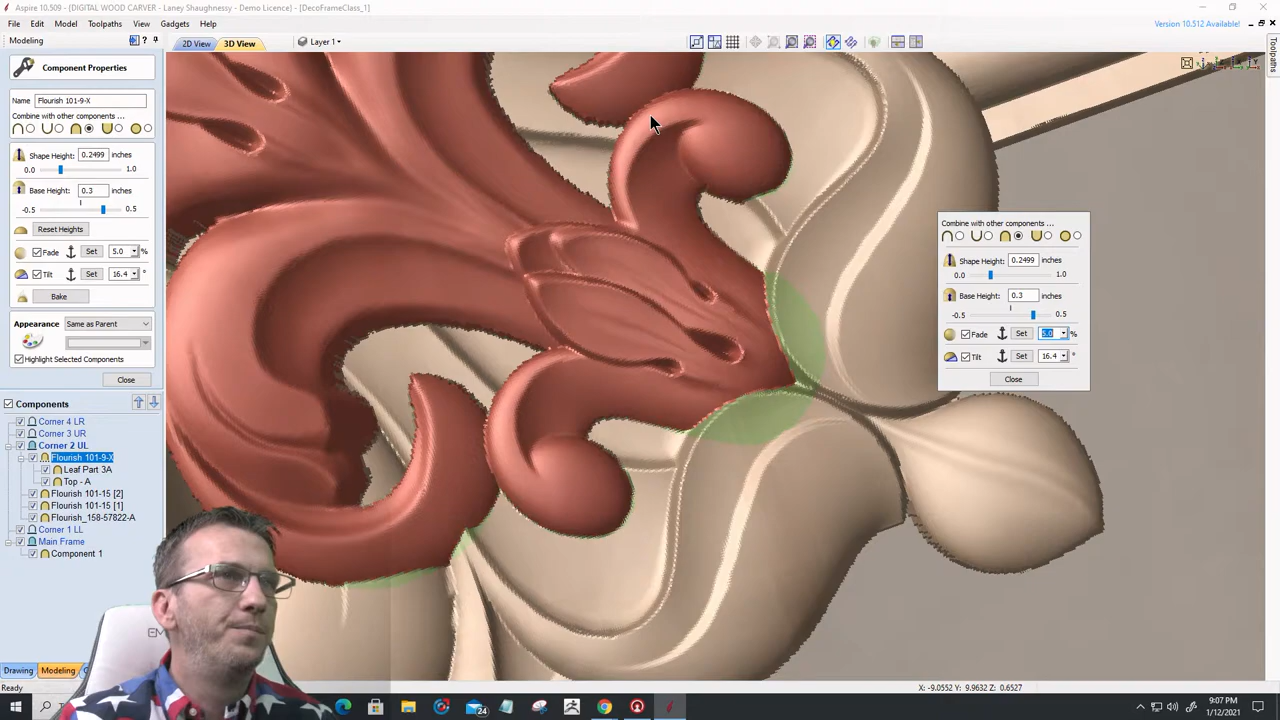 Aspire 10.509 - {DIGITAL WOOD CARVER - Laney Shaughnessy - Demo Licence} - [DecoFrameClass_1]
File Edit Model Toolpaths View Gadgets Help
Version 10.512 Available!
Modeling
2D View 3D View Layer 1
Toolpaths
Component Properties
Name Flourish 101-9-X
Combine with other components ...
Shape Height: 0.2499 inches
0.0 1.0
Base Height: 0.3 inches
-0.5 0.5
Reset Heights
Fade Set 5.0 %
Tilt Set 16.4 °
Bake
Appearance Same as Parent
Highlight Selected Components
Close
Components
Corner 4 LR
Corner 3 UR
Corner 2 UL
Flourish 101-9-X
Leaf Part 3A
Top - A
Flourish 101-15 [2]
Flourish 101-15 [1]
Flourish_158-57822-A
Corner 1 LL
Main Frame
Component 1
Combine with other components ...
Shape Height: 0.2499 inches
0.0 1.0
Base Height: 0.3 inches
-0.5 0.5
Fade Set 5.0 %
Tilt Set 16.4 °
Close
EM
Drawing Modeling
Ready
X: -9.0552 Y: 9.9632 Z: 0.6527
24
9:07 PM
1/12/2021